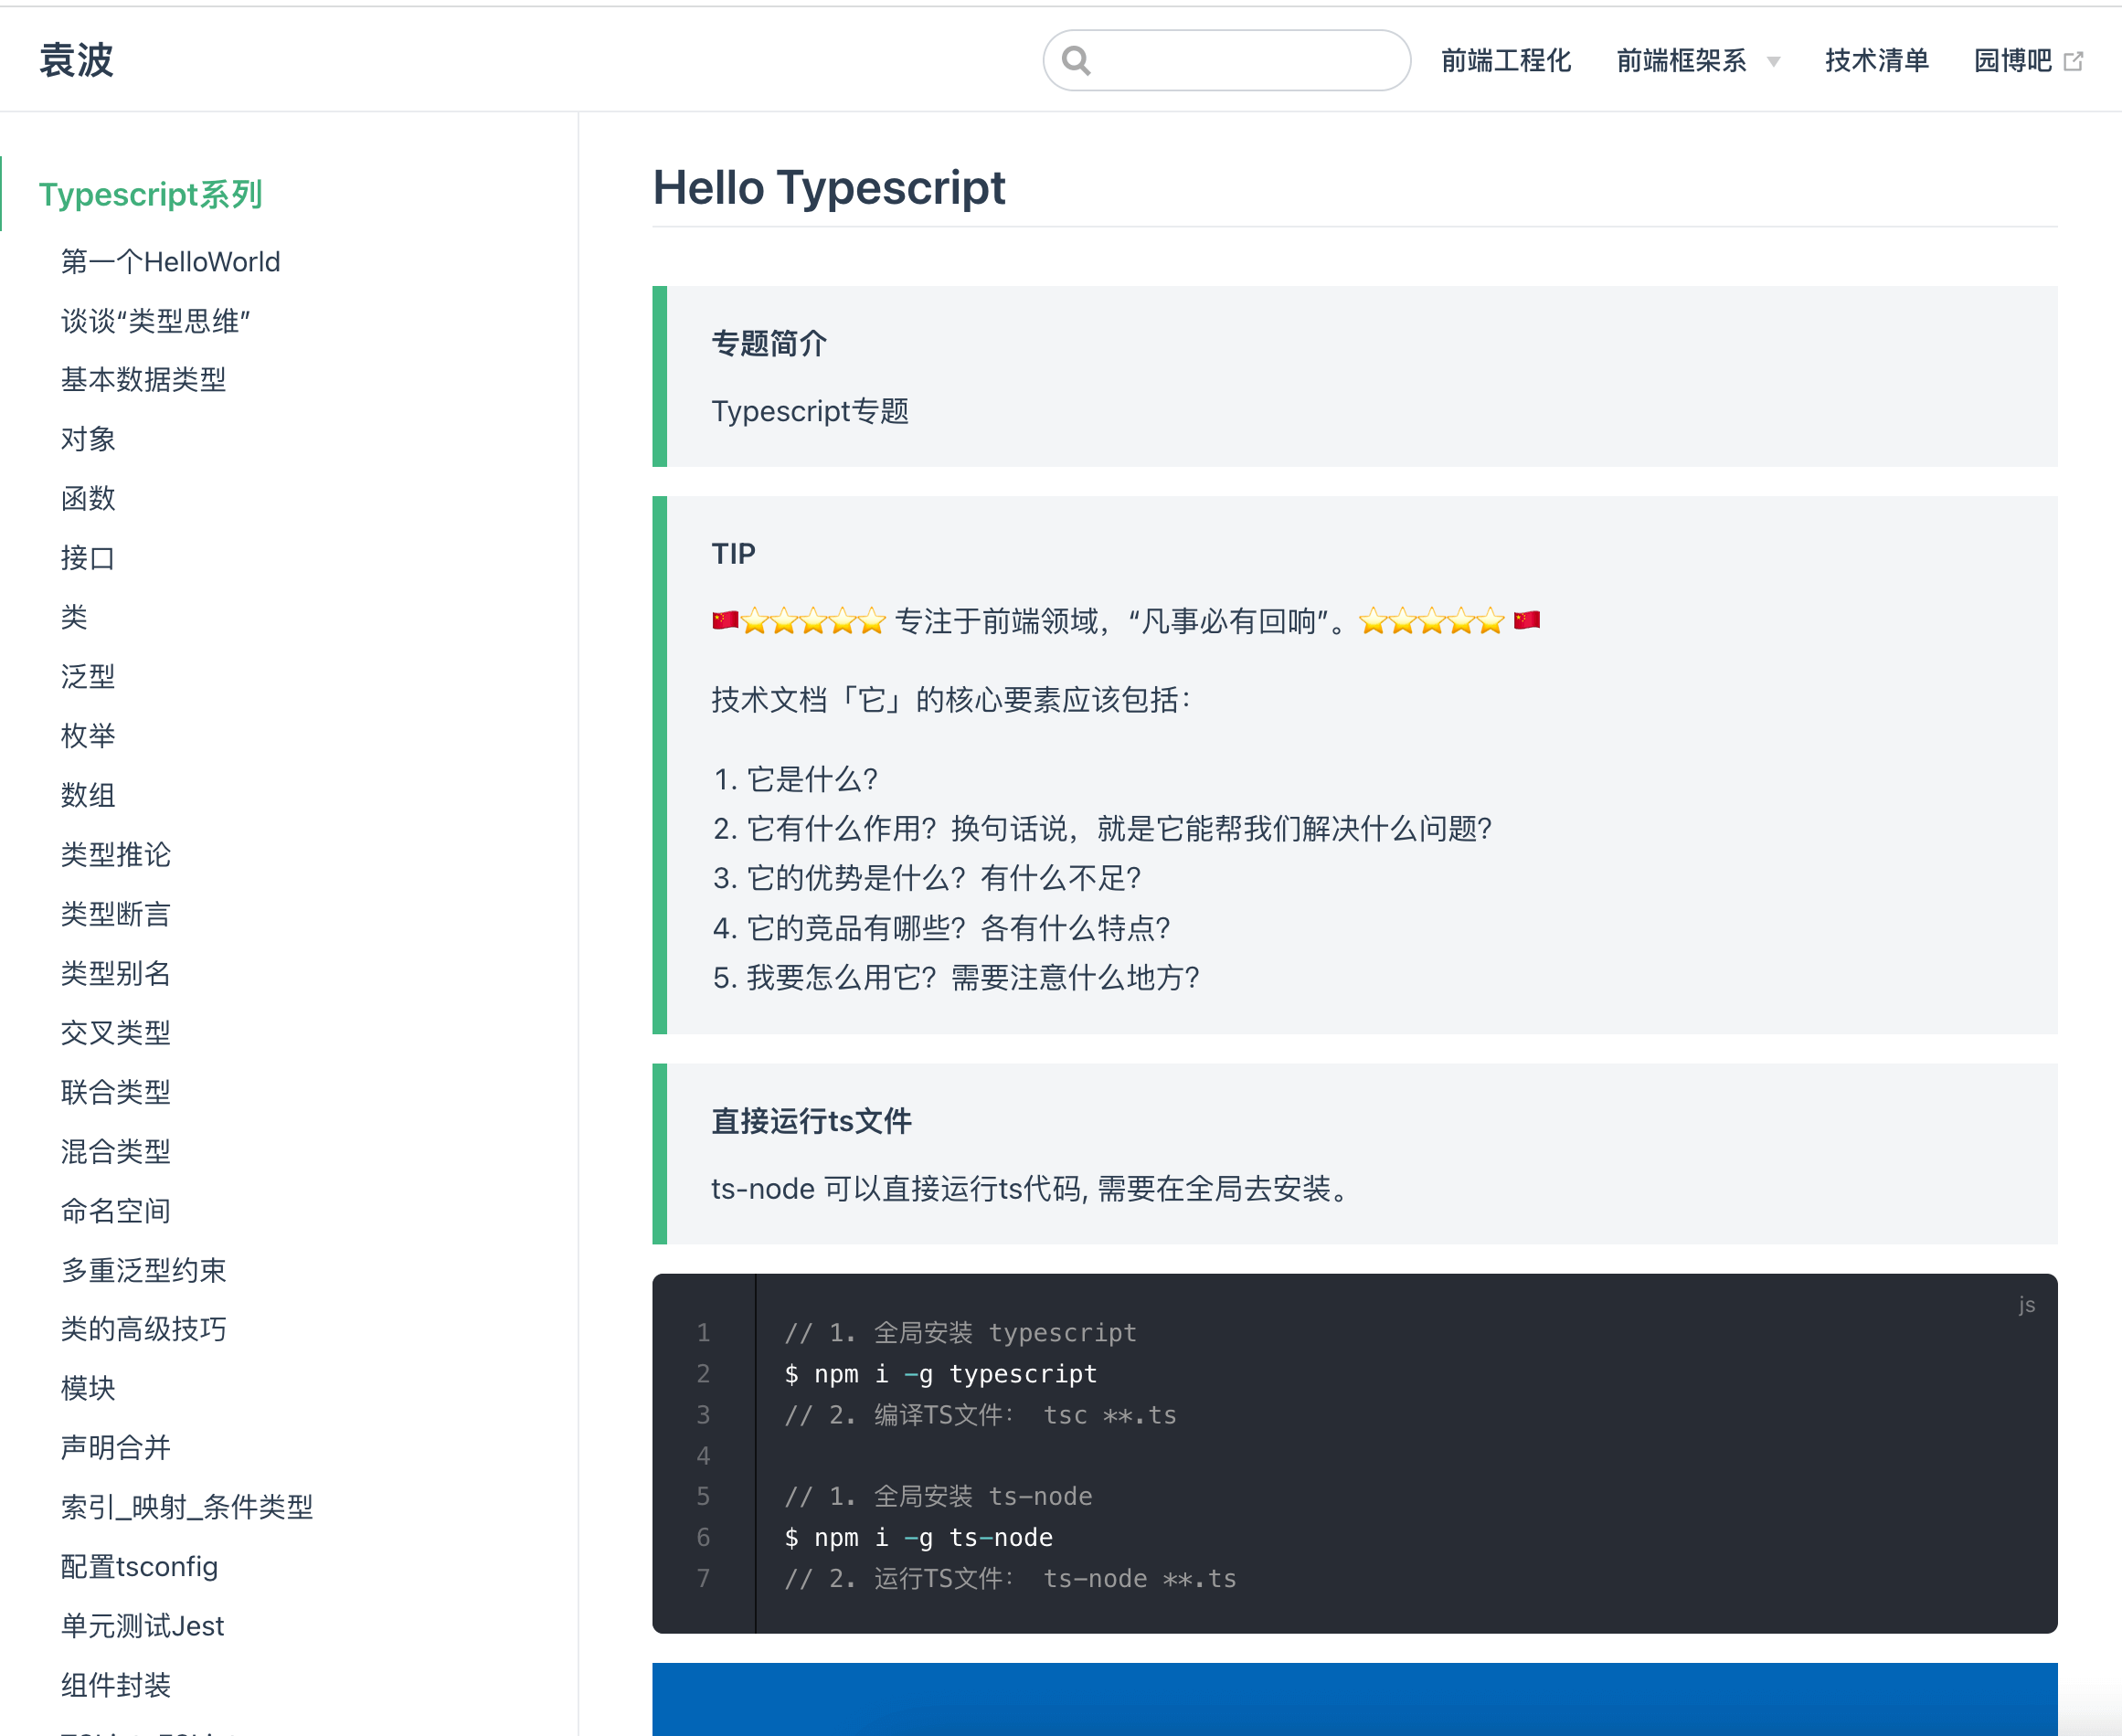 袁波
前端工程化 前端框架系 技术清单 园博吧
Typescript系列
第一个HelloWorld
谈谈“类型思维”
基本数据类型
对象
函数
接口
类
泛型
枚举
数组
类型推论
类型断言
类型别名
交叉类型
联合类型
混合类型
命名空间
多重泛型约束
类的高级技巧
模块
声明合并
索引_映射_条件类型
配置tsconfig
单元测试Jest
组件封装
Hello Typescript
专题简介
Typescript专题
TIP
🇨🇳⭐⭐⭐⭐⭐ 专注于前端领域，“凡事必有回响”。⭐⭐⭐⭐⭐ 🇨🇳
技术文档「它」的核心要素应该包括：
1. 它是什么?
2. 它有什么作用？换句话说，就是它能帮我们解决什么问题?
3. 它的优势是什么？有什么不足?
4. 它的竞品有哪些？各有什么特点?
5. 我要怎么用它？需要注意什么地方?
直接运行ts文件
ts-node 可以直接运行ts代码, 需要在全局去安装。
js
1 // 1. 全局安装 typescript
2 $ npm i -g typescript
3 // 2. 编译TS文件： tsc **.ts
4
5 // 1. 全局安装 ts-node
6 $ npm i -g ts-node
7 // 2. 运行TS文件： ts-node **.ts